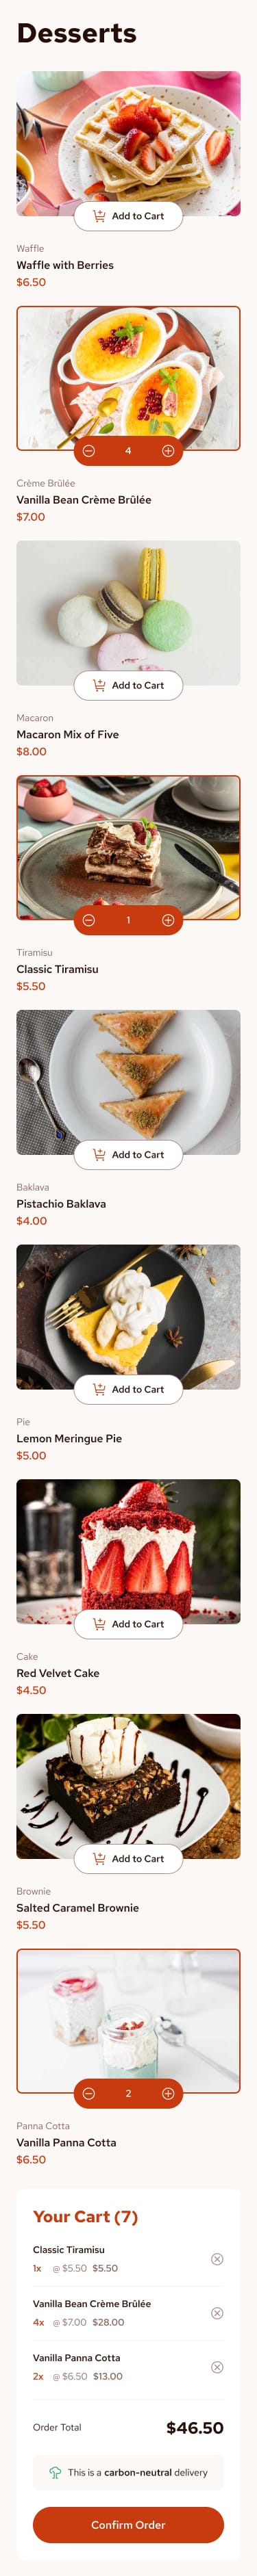 Desserts
Add to Cart
Waffle
Waffle with Berries
$6.50
4
Crème Brûlée
Vanilla Bean Crème Brûlée
$7.00
Add to Cart
Macaron
Macaron Mix of Five
$8.00
1
Tiramisu
Classic Tiramisu
$5.50
Add to Cart
Baklava
Pistachio Baklava
$4.00
Add to Cart
Pie
Lemon Meringue Pie
$5.00
Add to Cart
Cake
Red Velvet Cake
$4.50
Add to Cart
Brownie
Salted Caramel Brownie
$5.50
2
Panna Cotta
Vanilla Panna Cotta
$6.50
Your Cart (7)
Classic Tiramisu
1x @ $5.50 $5.50
Vanilla Bean Crème Brûlée
4x @ $7.00 $28.00
Vanilla Panna Cotta
2x @ $6.50 $13.00
Order Total $46.50
This is a carbon-neutral delivery
Confirm Order